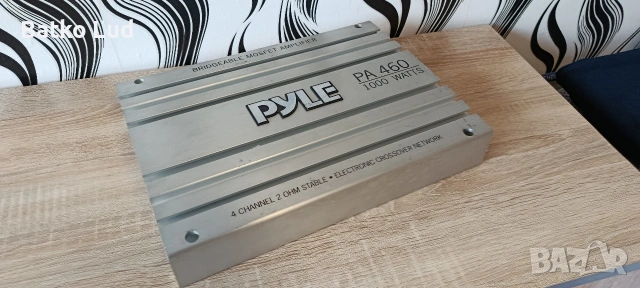 Batko Lud
BRIDGEABLE MOSFET AMPLIFIER
PYLE
PA 460
1000 WATTS
4 CHANNEL 2 OHM STABLE • ELECTRONIC CROSSOVER NETWORK
BAZAR
bg